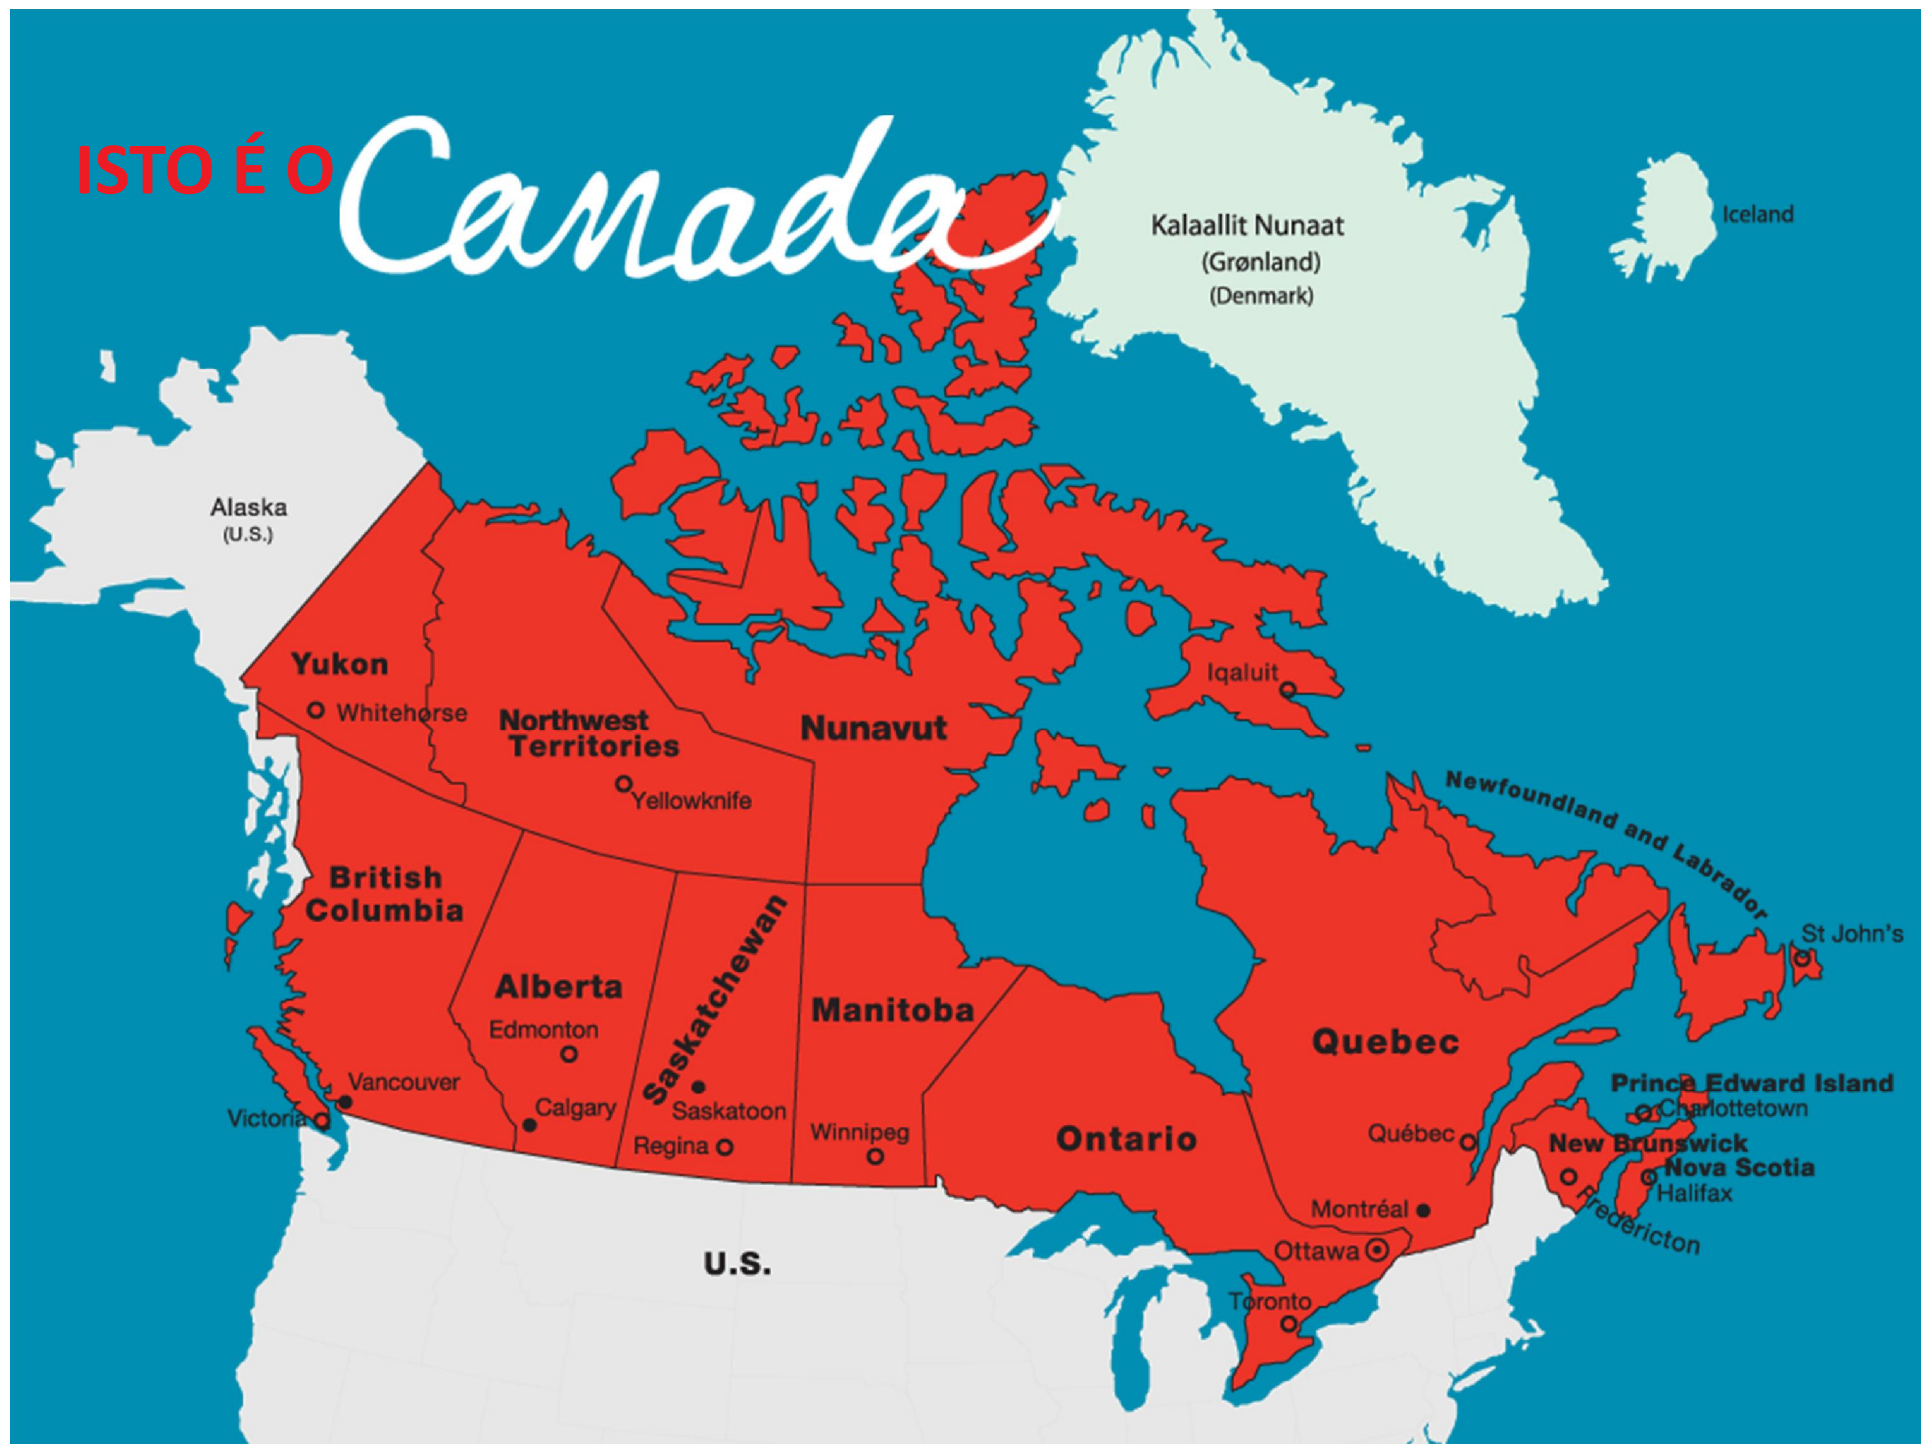 ISTO É O Canada
Kalaallit Nunaat
(Grønland)
(Denmark)
Iceland
Alaska
(U.S.)
Yukon
Whitehorse
Northwest
Territories
Yellowknife
Nunavut
Iqaluit
Newfoundland and Labrador
St John's
British
Columbia
Vancouver
Victoria
Alberta
Edmonton
Calgary
Saskatchewan
Saskatoon
Regina
Manitoba
Winnipeg
Ontario
Ottawa
Toronto
Quebec
Québec
Montréal
Prince Edward Island
Charlottetown
New Brunswick
Nova Scotia
Halifax
Fredericton
U.S.